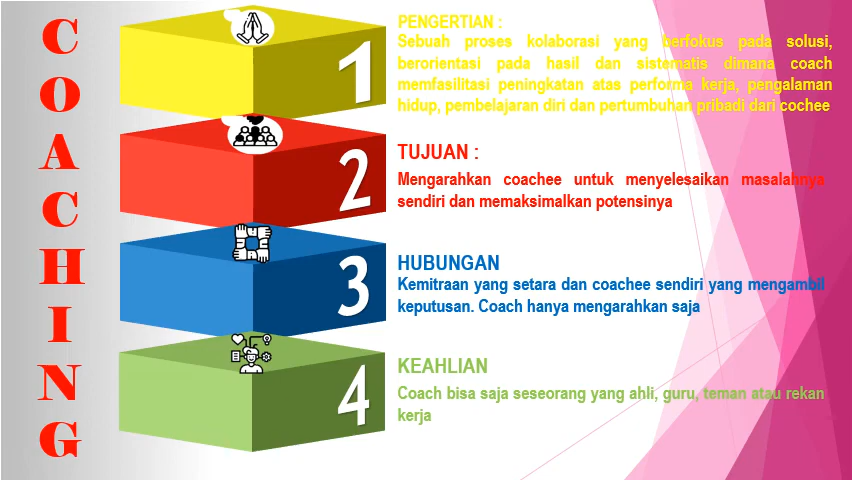 COACHING
1
PENGERTIAN :
Sebuah proses kolaborasi yang berfokus pada solusi,
berorientasi pada hasil dan sistematis dimana coach
memfasilitasi peningkatan atas performa kerja, pengalaman
hidup, pembelajaran diri dan pertumbuhan pribadi dari cochee
2
TUJUAN :
Mengarahkan coachee untuk menyelesaikan masalahnya
sendiri dan memaksimalkan potensinya
3
HUBUNGAN
Kemitraan yang setara dan coachee sendiri yang mengambil
keputusan. Coach hanya mengarahkan saja
4
KEAHLIAN
Coach bisa saja seseorang yang ahli, guru, teman atau rekan
kerja